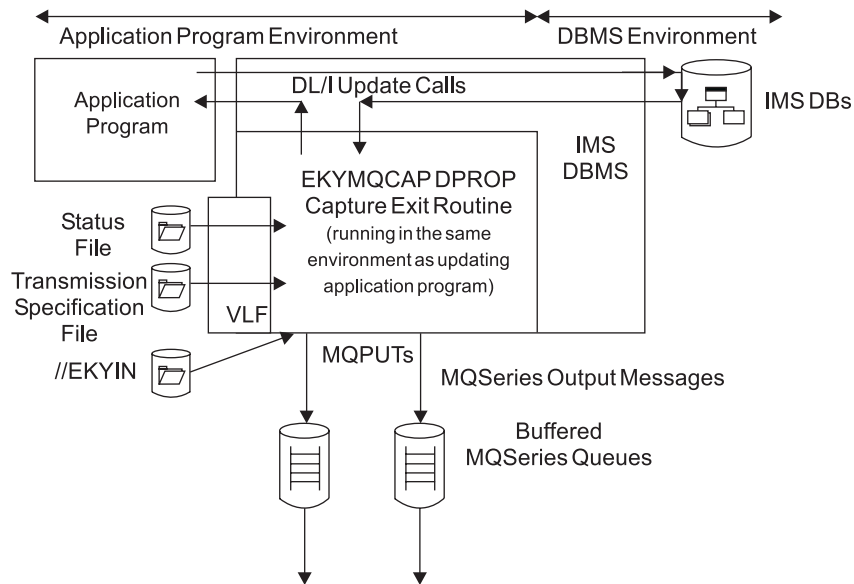 Application Program Environment
DBMS Environment
DL/I Update Calls
Application
Program
IMS DBs
IMS
DBMS
EKYMQCAP DPROP
Capture Exit Routine
(running in the same
environment as updating
application program)
Status
File
Transmission
Specification
File
VLF
//EKYIN
MQPUTs
MQSeries Output Messages
Buffered
MQSeries Queues